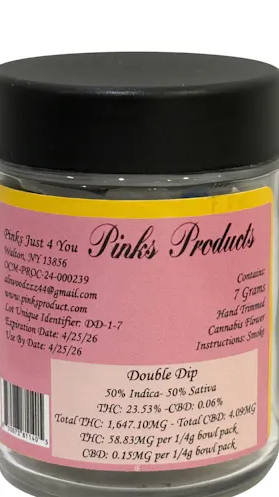 Pinks Products
Pinks Just 4 You
Walton, NY 13856
OCM-PROC-24-000239
www.pinksproduct.com
Lot Unique Identifier: DD-1-7
Expiration Date: 4/25/26
Use By Date: 4/25/26
Contains:
7 Grams
Hand Trimmed
Cannabis Flower
Instructions: Smoke
Double Dip
50% Indica- 50% Sativa
THC: 23.53% -CBD: 0.06%
Total THC: 1,647.10MG - Total CBD: 4.09MG
THC: 58.83MG per 1/4g bowl pack
CBD: 0.15MG per 1/4g bowl pack